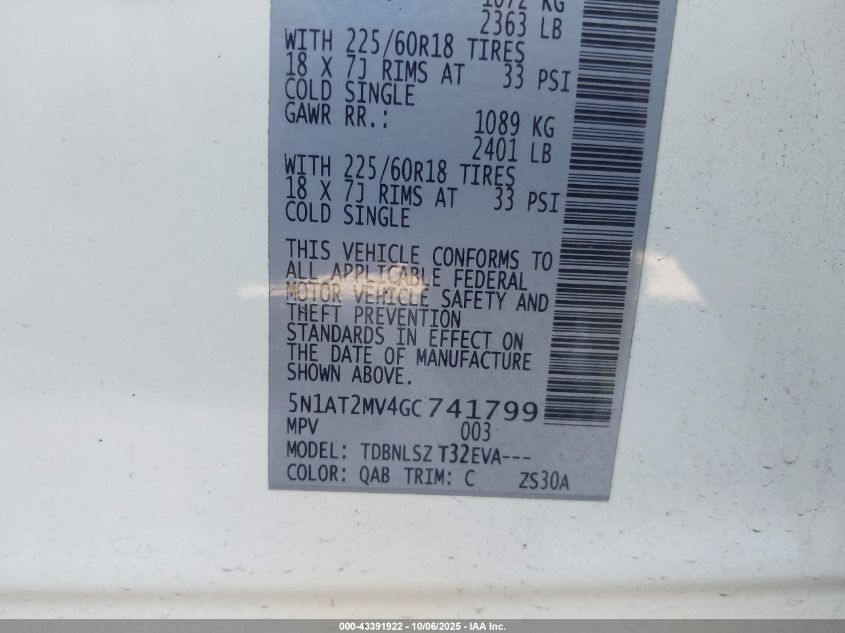 1072 KG
2363 LB
WITH 225/60R18 TIRES
18 X 7J RIMS AT 33 PSI
COLD SINGLE
GAWR RR.: 1089 KG
2401 LB
WITH 225/60R18 TIRES
18 X 7J RIMS AT 33 PSI
COLD SINGLE
THIS VEHICLE CONFORMS TO
ALL APPLICABLE FEDERAL
MOTOR VEHICLE SAFETY AND
THEFT PREVENTION
STANDARDS IN EFFECT ON
THE DATE OF MANUFACTURE
SHOWN ABOVE.
5N1AT2MV4GC741799
MPV 003
MODEL: TDBNLSZ T32EVA---
COLOR: QAB TRIM: C ZS30A
000-43391922 - 10/06/2025 - IAA Inc.